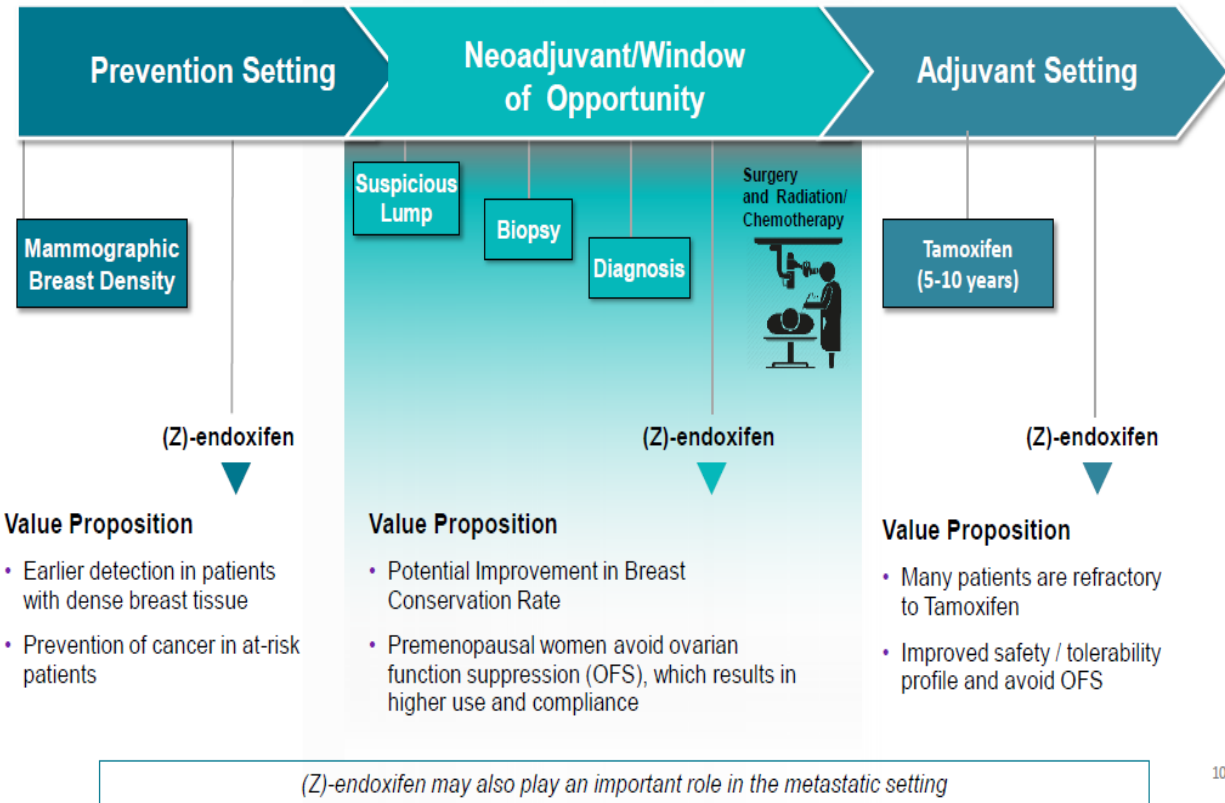 Prevention Setting
Neoadjuvant/Window
of Opportunity
Adjuvant Setting
Mammographic
Breast Density
Suspicious
Lump
Biopsy
Diagnosis
Surgery
and Radiation/
Chemotherapy
Tamoxifen
(5-10 years)
(Z)-endoxifen
(Z)-endoxifen
(Z)-endoxifen
Value Proposition
• Earlier detection in patients
with dense breast tissue
• Prevention of cancer in at-risk
patients
Value Proposition
• Potential Improvement in Breast
Conservation Rate
• Premenopausal women avoid ovarian
function suppression (OFS), which results in
higher use and compliance
Value Proposition
• Many patients are refractory
to Tamoxifen
• Improved safety / tolerability
profile and avoid OFS
(Z)-endoxifen may also play an important role in the metastatic setting
10